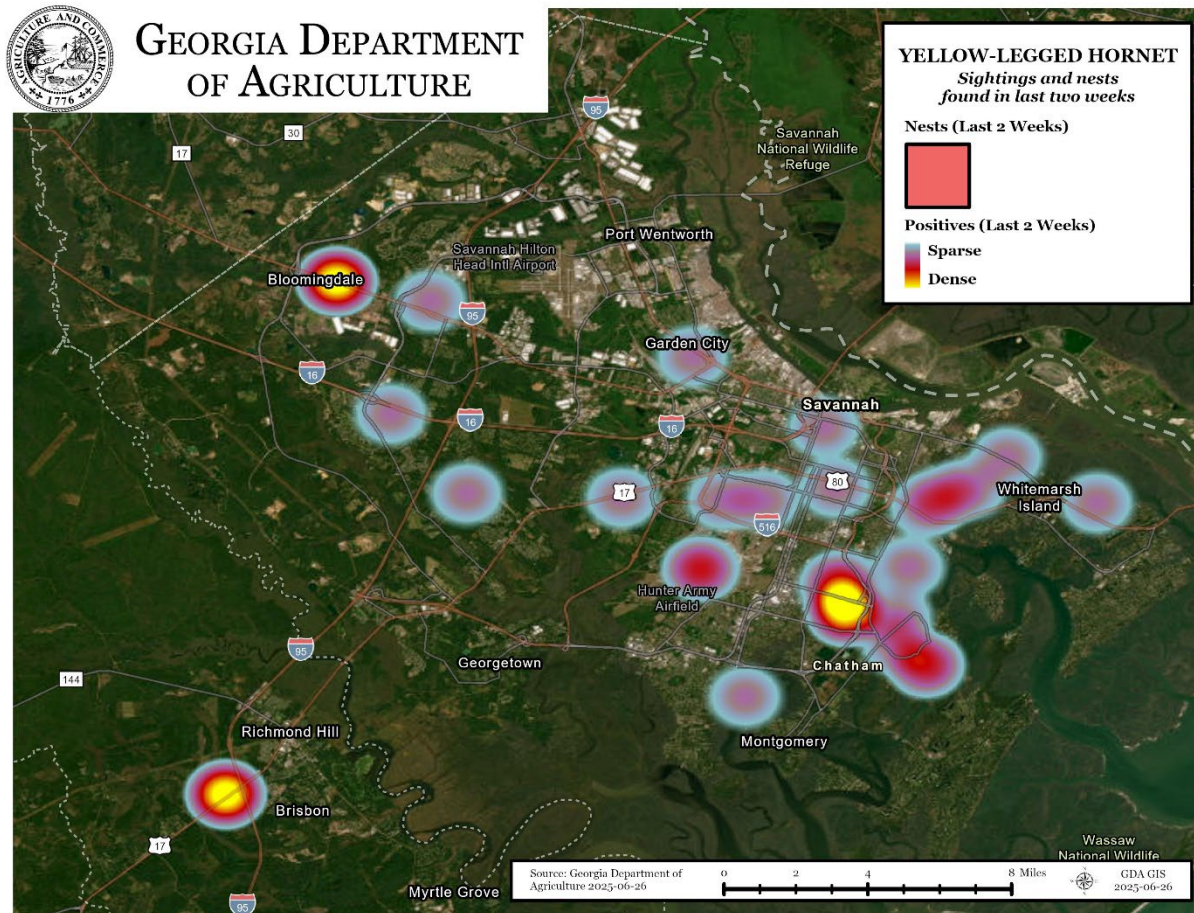 AGRICULTURE AND COMMERCE
1776
GEORGIA DEPARTMENT
OF AGRICULTURE
YELLOW-LEGGED HORNET
Sightings and nests
found in last two weeks
Nests (Last 2 Weeks)
Positives (Last 2 Weeks)
Sparse
Dense
95
30
17
Savannah
National Wildlife
Refuge
Port Wentworth
Savannah Hilton
Head Intl Airport
Bloomingdale
95
Garden City
16
Savannah
16
16
80
17
Whitemarsh
Island
516
Hunter Army
Airfield
95
Georgetown
Chatham
144
Richmond Hill
Montgomery
Brisbon
17
Wassaw
National Wildlife
Myrtle Grove
95
Source: Georgia Department of
Agriculture 2025-06-26
0 2 4 8 Miles
GDA GIS
2025-06-26